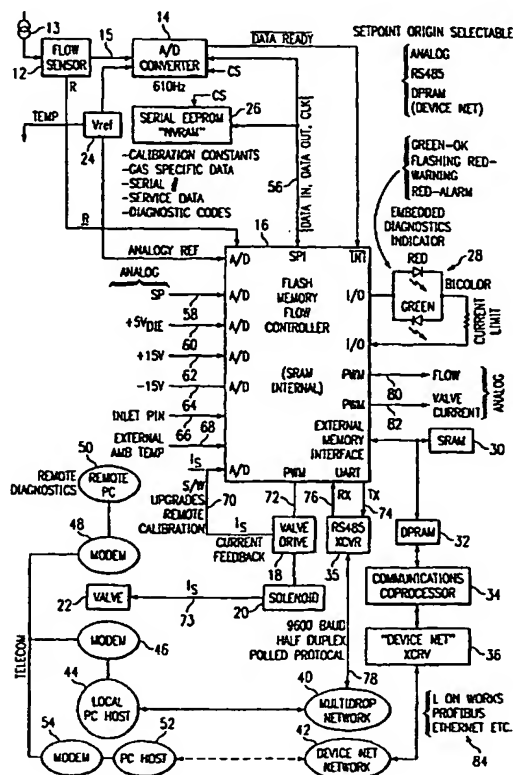 13
14
SETPOINT ORIGIN SELECTABLE
15
DATA READY
ANALOG
RS485
DPRAM
(DEVICE NET)
FLOW
SENSOR
A/D
CONVERTER
12
R
610Hz
CS
CS
26
TEMP
Vref
SERIAL EEPROM
"NVRAM"
24
-CALIBRATION CONSTANTS
-GAS SPECIFIC DATA
-SERIAL #
-SERVICE DATA
-DIAGNOSTIC CODES
56
DATA IN, DATA OUT, CLK
GREEN-OK
FLASHING RED-
WARNING
RED-ALARM
EMBEDDED
DIAGNOSTICS
INDICATOR
R
16
28
RED
BICOLOR
GREEN
CURRENT
LIMIT
ANALOGY REF
A/D
SPI
INT
ANALOG
A/D
FLASH
MEMORY
FLOW
CONTROLLER
I/O
SP
58
A/D
+5VDIE
60
A/D
I/O
+15V
62
A/D
(SRAM
INTERNAL)
PWM
80
FLOW
-15V
64
A/D
PWM
82
VALVE
CURRENT
ANALOG
INLET PIN
66
68
EXTERNAL
MEMORY
INTERFACE
SRAM
30
EXTERNAL
AMB TEMP
IS
A/D
PWM
UART
50
REMOTE
DIAGNOSTICS
REMOTE
PC
S/W
UPGRADES
REMOTE
CALIBRATION
70
72
76
RX
TX
74
DPRAM
32
48
MODEM
IS
CURRENT
FEEDBACK
VALVE
DRIVE
18
RS485
XCVR
35
COMMUNICATIONS
COPROCESSOR
34
VALVE
22
IS
73
SOLENOID
20
"DEVICE NET"
XCRV
36
MODEM
46
9600 BAUD
HALF DUPLEX
POLLED PROTOCAL
78
TELECOM
44
LOCAL
PC HOST
40
MULTIDROP
NETWORK
L ON WORKS
PROFIBUS
ETHERNET ETC.
84
54
52
42
MODEM
PC HOST
DEVICE NET
NETWORK